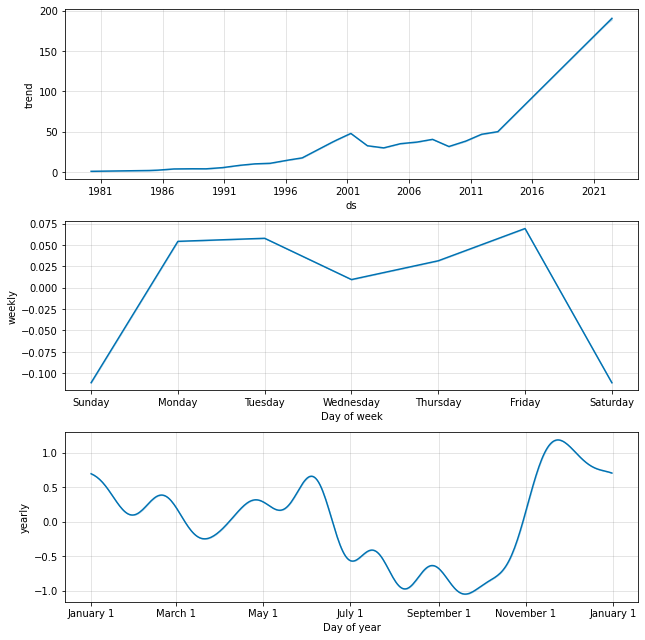 200
150
100
50
0
trend
1981 1986 1991 1996 2001 2006 2011 2016 2021
ds
0.075
0.050
0.025
0.000
−0.025
−0.050
−0.075
−0.100
weekly
Sunday Monday Tuesday Wednesday Thursday Friday Saturday
Day of week
1.0
0.5
0.0
−0.5
−1.0
yearly
January 1 March 1 May 1 July 1 September 1 November 1 January 1
Day of year